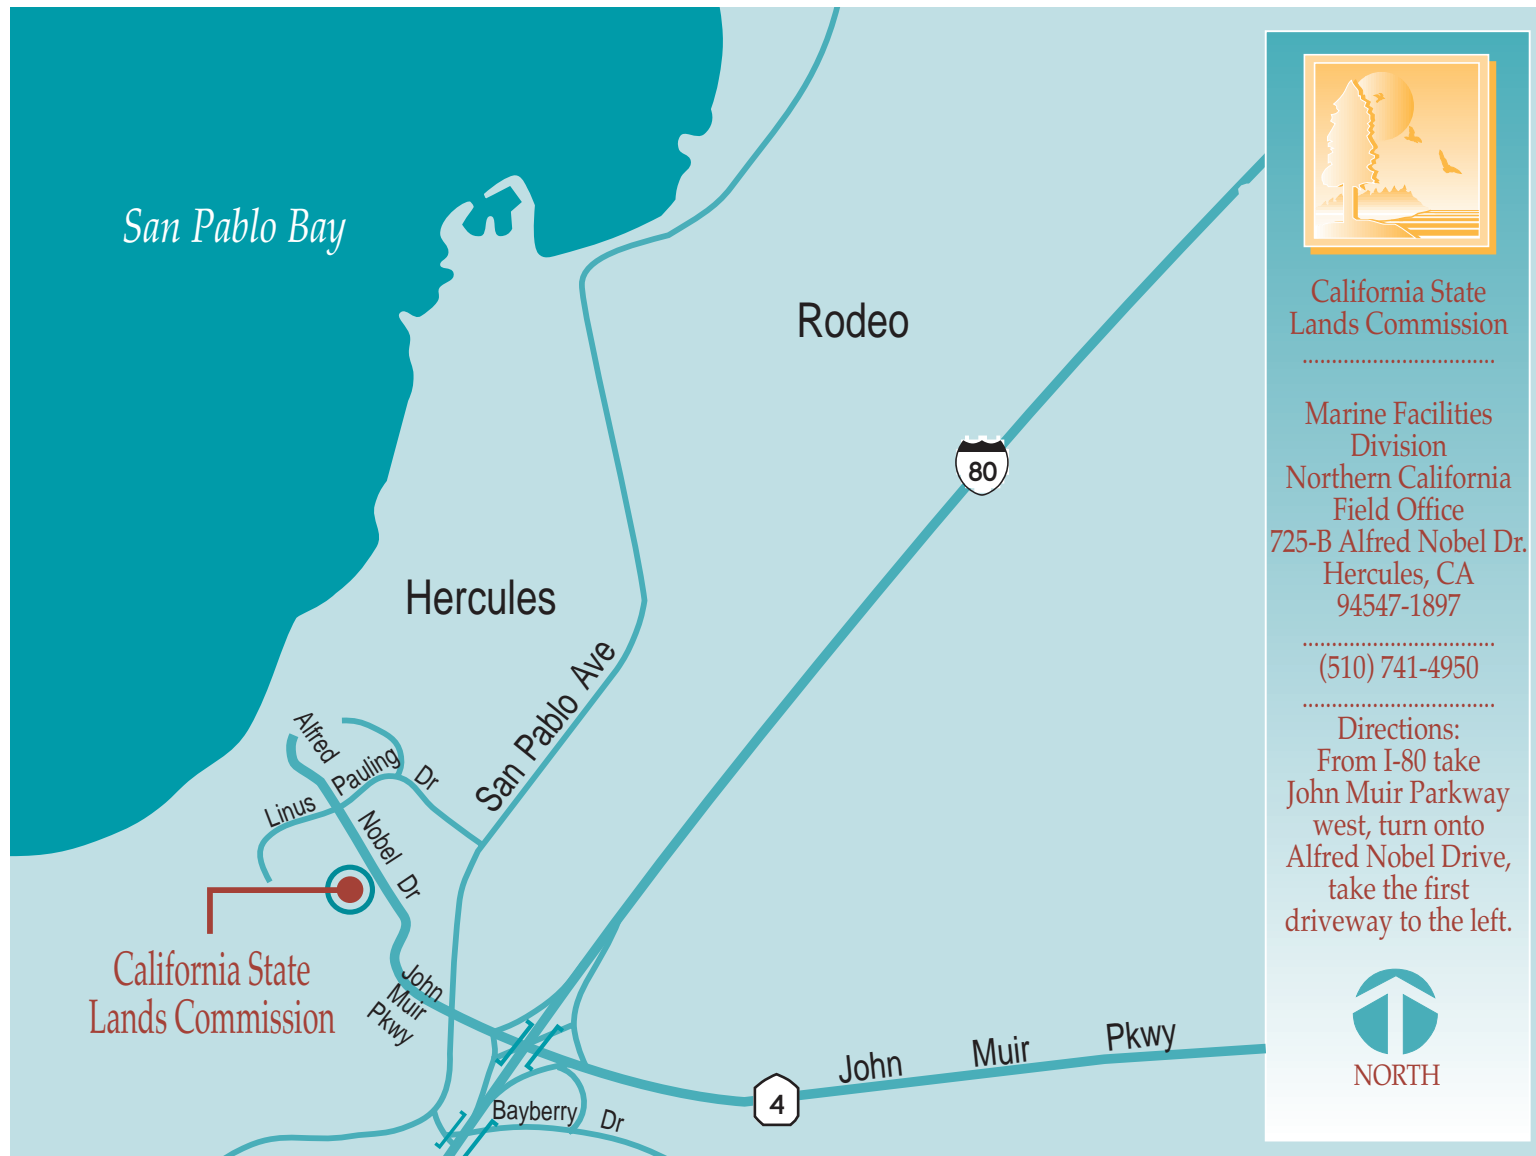 San Pablo Bay
Rodeo
80
Hercules
San Pablo Ave
Alfred Nobel Dr
Linus Pauling Dr
California State
Lands Commission
John
Muir
Pkwy
John Muir Pkwy
4
Bayberry Dr
California State
Lands Commission
................................
Marine Facilities
Division
Northern California
Field Office
725-B Alfred Nobel Dr.
Hercules, CA
94547-1897
................................
(510) 741-4950
................................
Directions:
From I-80 take
John Muir Parkway
west, turn onto
Alfred Nobel Drive,
take the first
driveway to the left.
NORTH